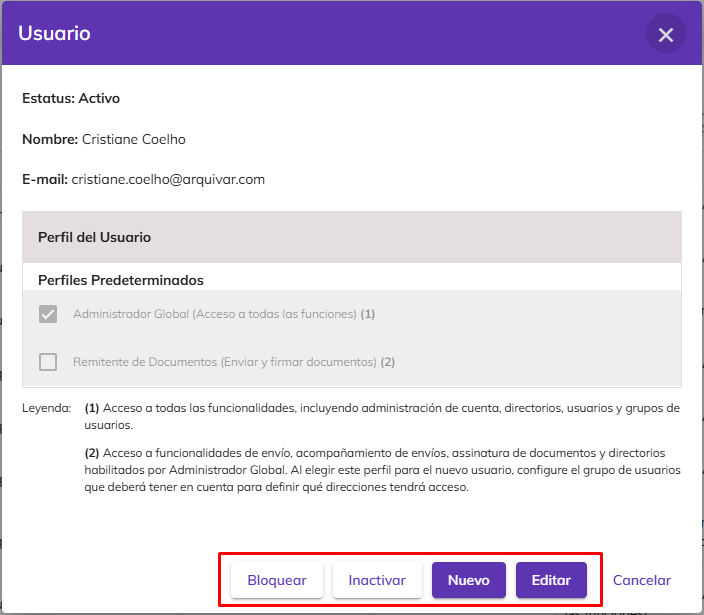 Usuario
Estatus: Activo
Nombre: Cristiane Coelho
E-mail: cristiane.coelho@arquivar.com
Perfil del Usuario
Perfiles Predeterminados
Administrador Global (Acceso a todas las funciones) (1)
Remitente de Documentos (Enviar y firmar documentos) (2)
Leyenda: (1) Acceso a todas las funcionalidades, incluyendo administración de cuenta, directorios, usuarios y grupos de
usuarios.
(2) Acceso a funcionalidades de envío, acompañamiento de envíos, assinatura de documentos y directorios
habilitados por Administrador Global. Al elegir este perfil para el nuevo usuario, configure el grupo de usuarios
que deberá tener en cuenta para definir qué direcciones tendrá acceso.
Bloquear Inactivar Nuevo Editar Cancelar